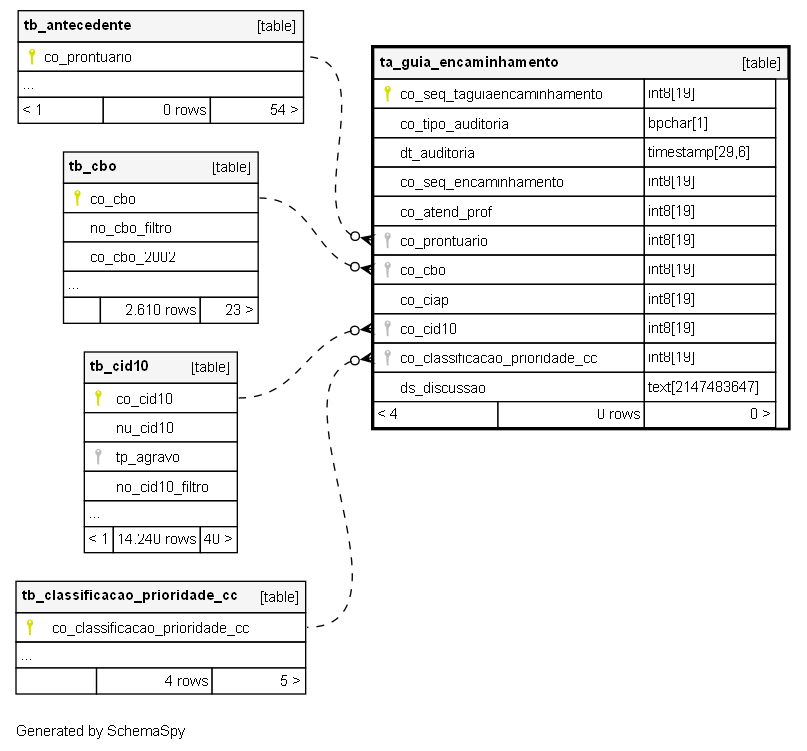 tb_antecedente [table]
co_prontuario
...
< 1 0 rows 54 >
ta_guia_encaminhamento [table]
co_seq_taguiaencaminhamento int8[19]
co_tipo_auditoria bpchar[1]
dt_auditoria timestamp[29,6]
co_seq_encaminhamento int8[19]
co_atend_prof int8[19]
co_prontuario int8[19]
co_cbo int8[19]
co_ciap int8[19]
co_cid10 int8[19]
co_classificacao_prioridade_cc int8[19]
ds_discussao text[2147483647]
< 4 0 rows 0 >
tb_cbo [table]
co_cbo
no_cbo_filtro
co_cbo_2002
...
2.610 rows 23 >
tb_cid10 [table]
co_cid10
nu_cid10
tp_agravo
no_cid10_filtro
...
< 1 14.240 rows 40 >
tb_classificacao_prioridade_cc [table]
co_classificacao_prioridade_cc
...
4 rows 5 >
Generated by SchemaSpy